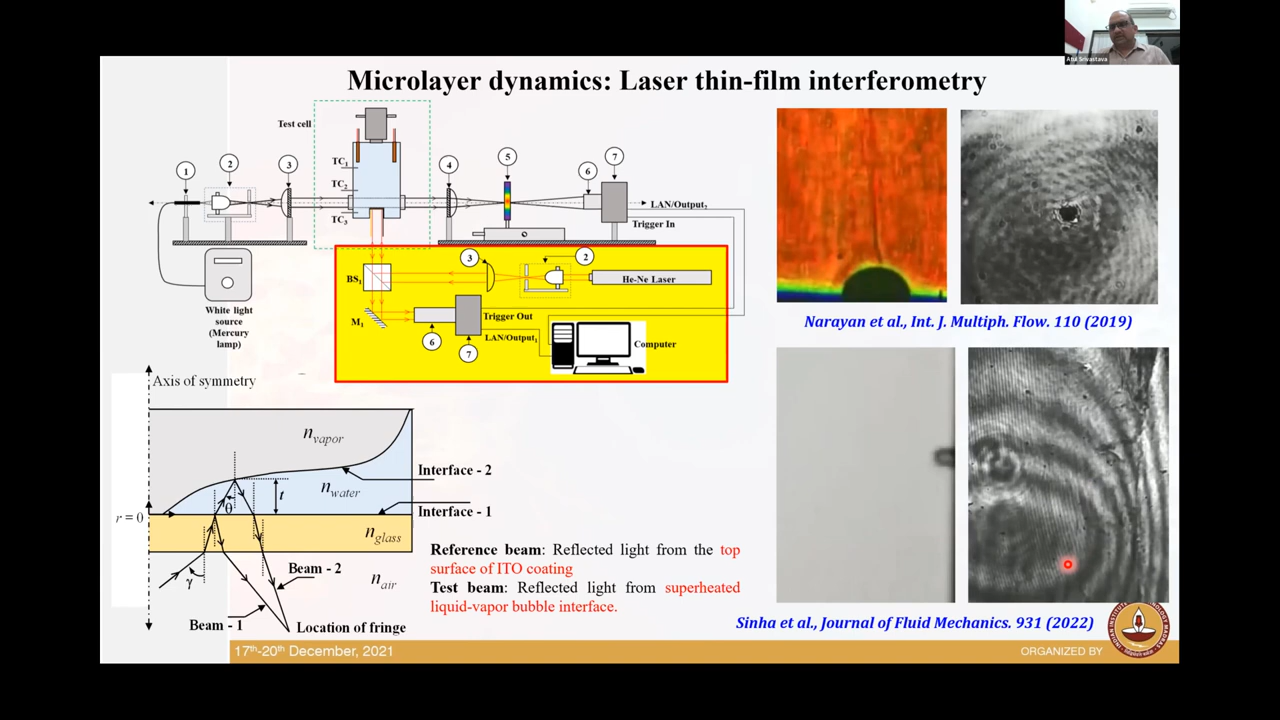 Atul Srivastava
Microlayer dynamics: Laser thin-film interferometry
Test cell
TC1
TC2
TC3
1
2
3
4
5
6
7
LAN/Output2
Trigger In
White light
source
(Mercury
lamp)
BS1
3
2
He-Ne Laser
M1
6
7
Trigger Out
LAN/Output1
Computer
Narayan et al., Int. J. Multiph. Flow. 110 (2019)
Axis of symmetry
n vapor
Interface - 2
n water
t
θ
Interface - 1
r = 0
n glass
n air
γ
Beam - 2
Beam - 1
Location of fringe
Reference beam: Reflected light from the top
surface of ITO coating
Test beam: Reflected light from superheated
liquid-vapor bubble interface.
Sinha et al., Journal of Fluid Mechanics. 931 (2022)
17th-20th December, 2021
ORGANIZED BY